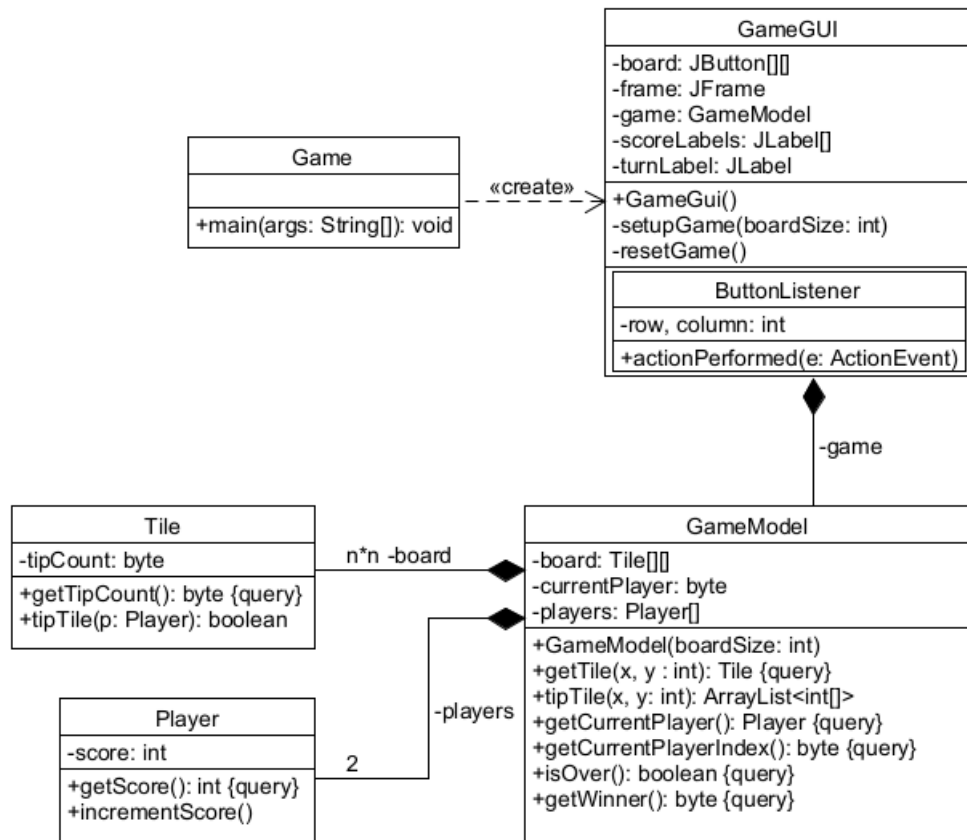 GameGUI
-board: JButton[][]
-frame: JFrame
-game: GameModel
-scoreLabels: JLabel[]
-turnLabel: JLabel
+GameGui()
-setupGame(boardSize: int)
-resetGame()
ButtonListener
-row, column: int
+actionPerformed(e: ActionEvent)
Game
+main(args: String[]): void
«create»
-game
Tile
-tipCount: byte
+getTipCount(): byte {query}
+tipTile(p: Player): boolean
n*n -board
GameModel
-board: Tile[][]
-currentPlayer: byte
-players: Player[]
+GameModel(boardSize: int)
+getTile(x, y : int): Tile {query}
+tipTile(x, y: int): ArrayList<int[]>
+getCurrentPlayer(): Player {query}
+getCurrentPlayerIndex(): byte {query}
+isOver(): boolean {query}
+getWinner(): byte {query}
-players
2
Player
-score: int
+getScore(): int {query}
+incrementScore()